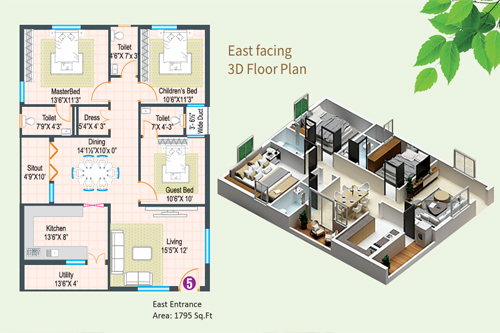 East facing
3D Floor Plan
Toilet
4'6"X 7'x 3'
MasterBed
13'6"X11'3"
Children's Bed
10'6"X11'3"
Toilet
7'9"X 4'3"
Dress
5'4"X 4'3"
Toilet
7'X 4'-3"
3'- 6½"
Wide Duct
Dining
14'1½"X10'x 0"
Sitout
4'9"X10'
Guest Bed
10'6"X 10'
Kitchen
13'6"X 8'
Living
15'5"X 12'
Utility
13'6"X 4'
5
East Entrance
Area: 1795 Sq.Ft